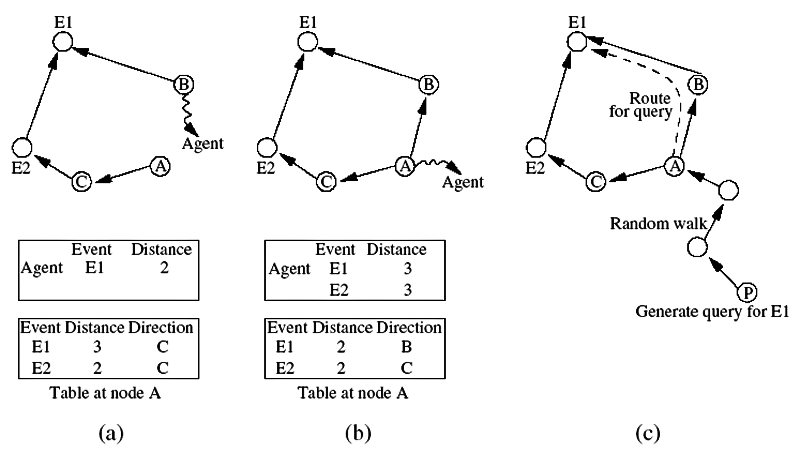 E1
B
Agent
E2
C
A
Event Distance
Agent E1 2
Event Distance Direction
E1 3 C
E2 2 C
Table at node A
(a)
E1
B
E2
C
A
Agent
Event Distance
Agent E1 3
E2 3
Event Distance Direction
E1 2 B
E2 2 C
Table at node A
(b)
E1
B
Route
for query
E2
C
A
Random walk
P
Generate query for E1
(c)